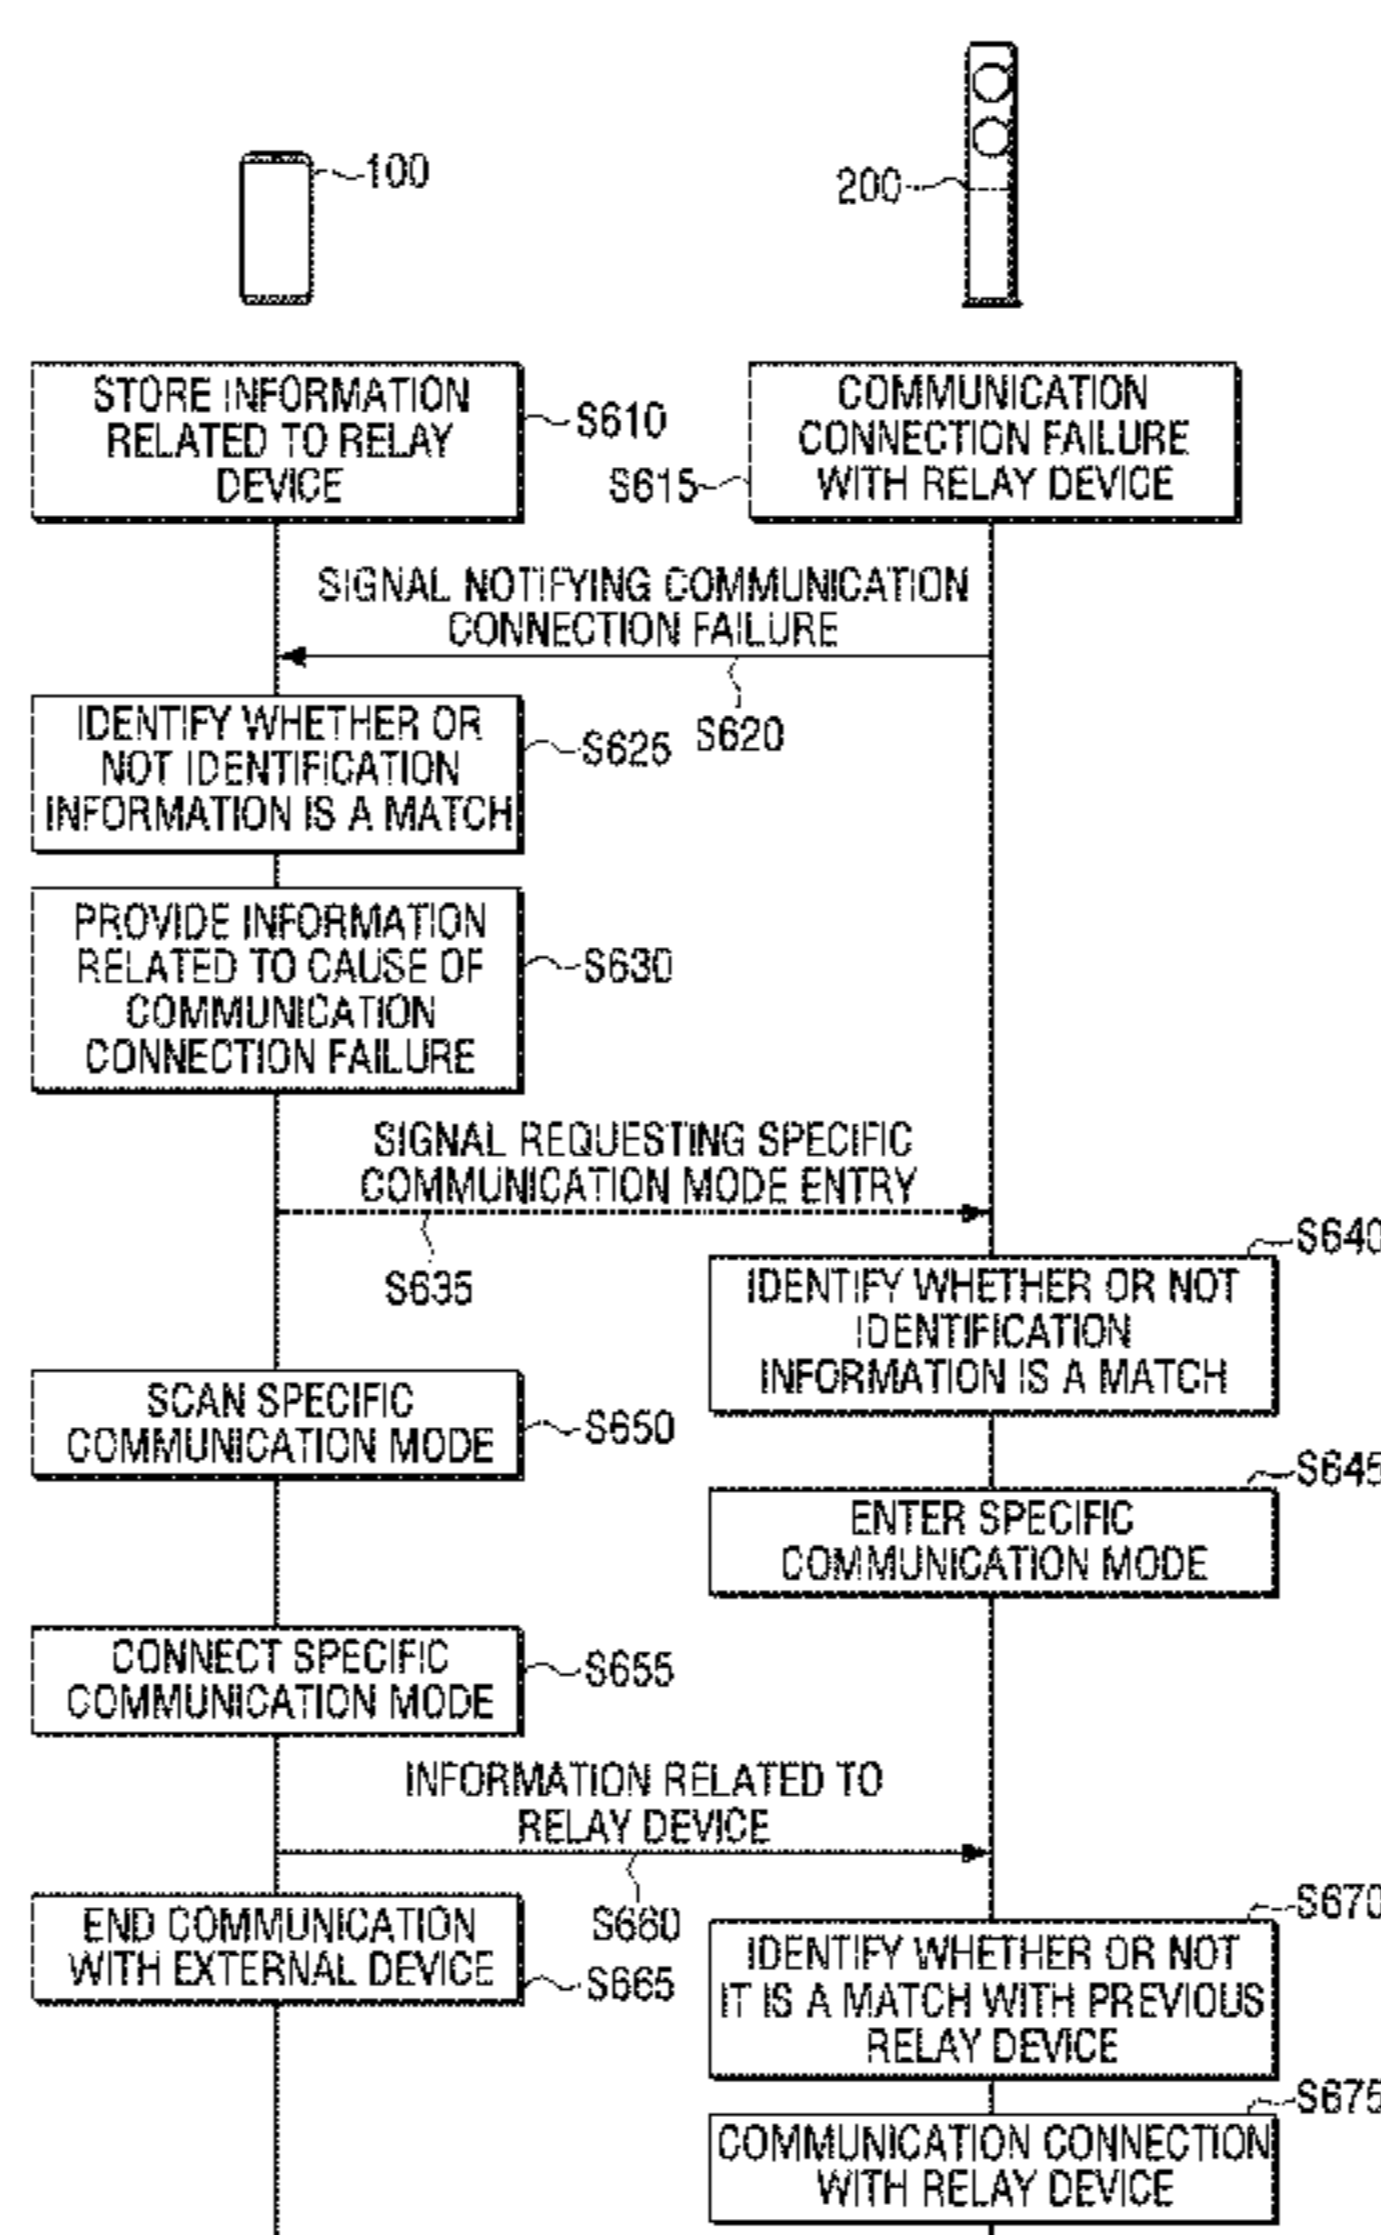 100
200
STORE INFORMATION
RELATED TO RELAY
DEVICE
S610
COMMUNICATION
CONNECTION FAILURE
WITH RELAY DEVICE
S615
SIGNAL NOTIFYING COMMUNICATION
CONNECTION FAILURE
S620
IDENTIFY WHETHER OR
NOT IDENTIFICATION
INFORMATION IS A MATCH
S625
PROVIDE INFORMATION
RELATED TO CAUSE OF
COMMUNICATION
CONNECTION FAILURE
S630
SIGNAL REQUESTING SPECIFIC
COMMUNICATION MODE ENTRY
S635
S640
IDENTIFY WHETHER OR NOT
IDENTIFICATION
INFORMATION IS A MATCH
SCAN SPECIFIC
COMMUNICATION MODE
S650
S645
ENTER SPECIFIC
COMMUNICATION MODE
CONNECT SPECIFIC
COMMUNICATION MODE
S655
INFORMATION RELATED TO
RELAY DEVICE
S660
END COMMUNICATION
WITH EXTERNAL DEVICE
S665
S670
IDENTIFY WHETHER OR NOT
IT IS A MATCH WITH PREVIOUS
RELAY DEVICE
S675
COMMUNICATION CONNECTION
WITH RELAY DEVICE